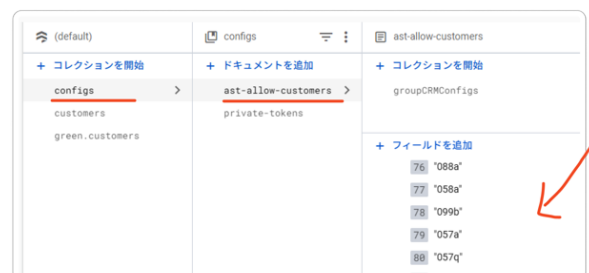 (default)
configs
ast-allow-customers
+ コレクションを開始
+ ドキュメントを追加
+ コレクションを開始
configs
ast-allow-customers
groupCRMConfigs
customers
private-tokens
green.customers
+ フィールドを追加
76 "088a"
77 "058a"
78 "099b"
79 "057a"
80 "057q"